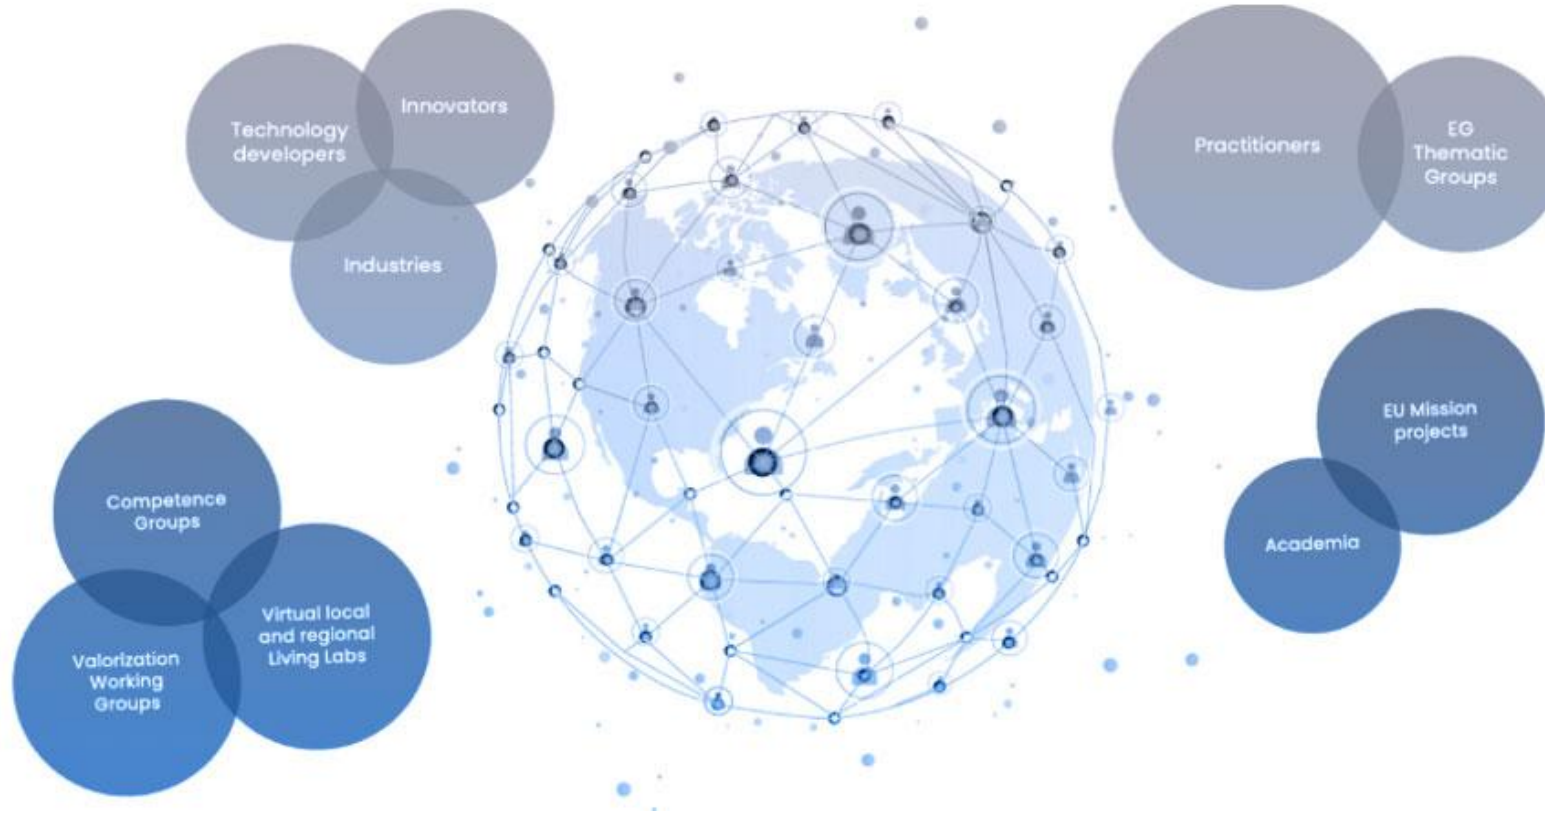 Innovators
Technology
developers
Industries
Practitioners
EG
Thematic
Groups
EU Mission
projects
Academia
Competence
Groups
Virtual local
and regional
Living Labs
Valorization
Working
Groups